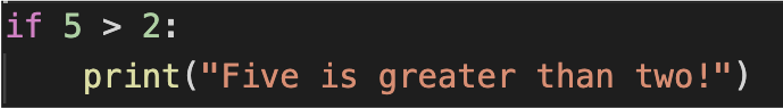 if 5 > 2:
    print("Five is greater than two!")